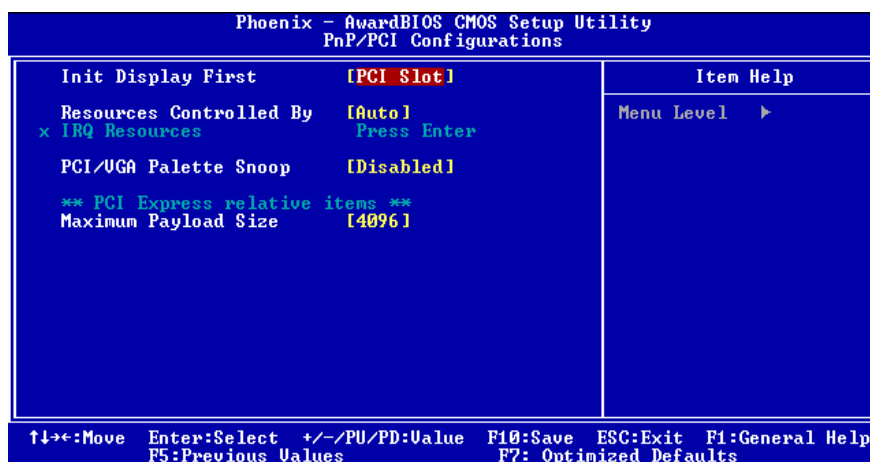 Phoenix - AwardBIOS CMOS Setup Utility
PnP/PCI Configurations
Init Display First [PCI Slot]
Resources Controlled By [Auto]
x IRQ Resources Press Enter
PCI/VGA Palette Snoop [Disabled]
** PCI Express relative items **
Maximum Payload Size [4096]
Item Help
Menu Level ▶
↑↓→←:Move Enter:Select +/-/PU/PD:Value F10:Save ESC:Exit F1:General Help
F5:Previous Values F7: Optimized Defaults